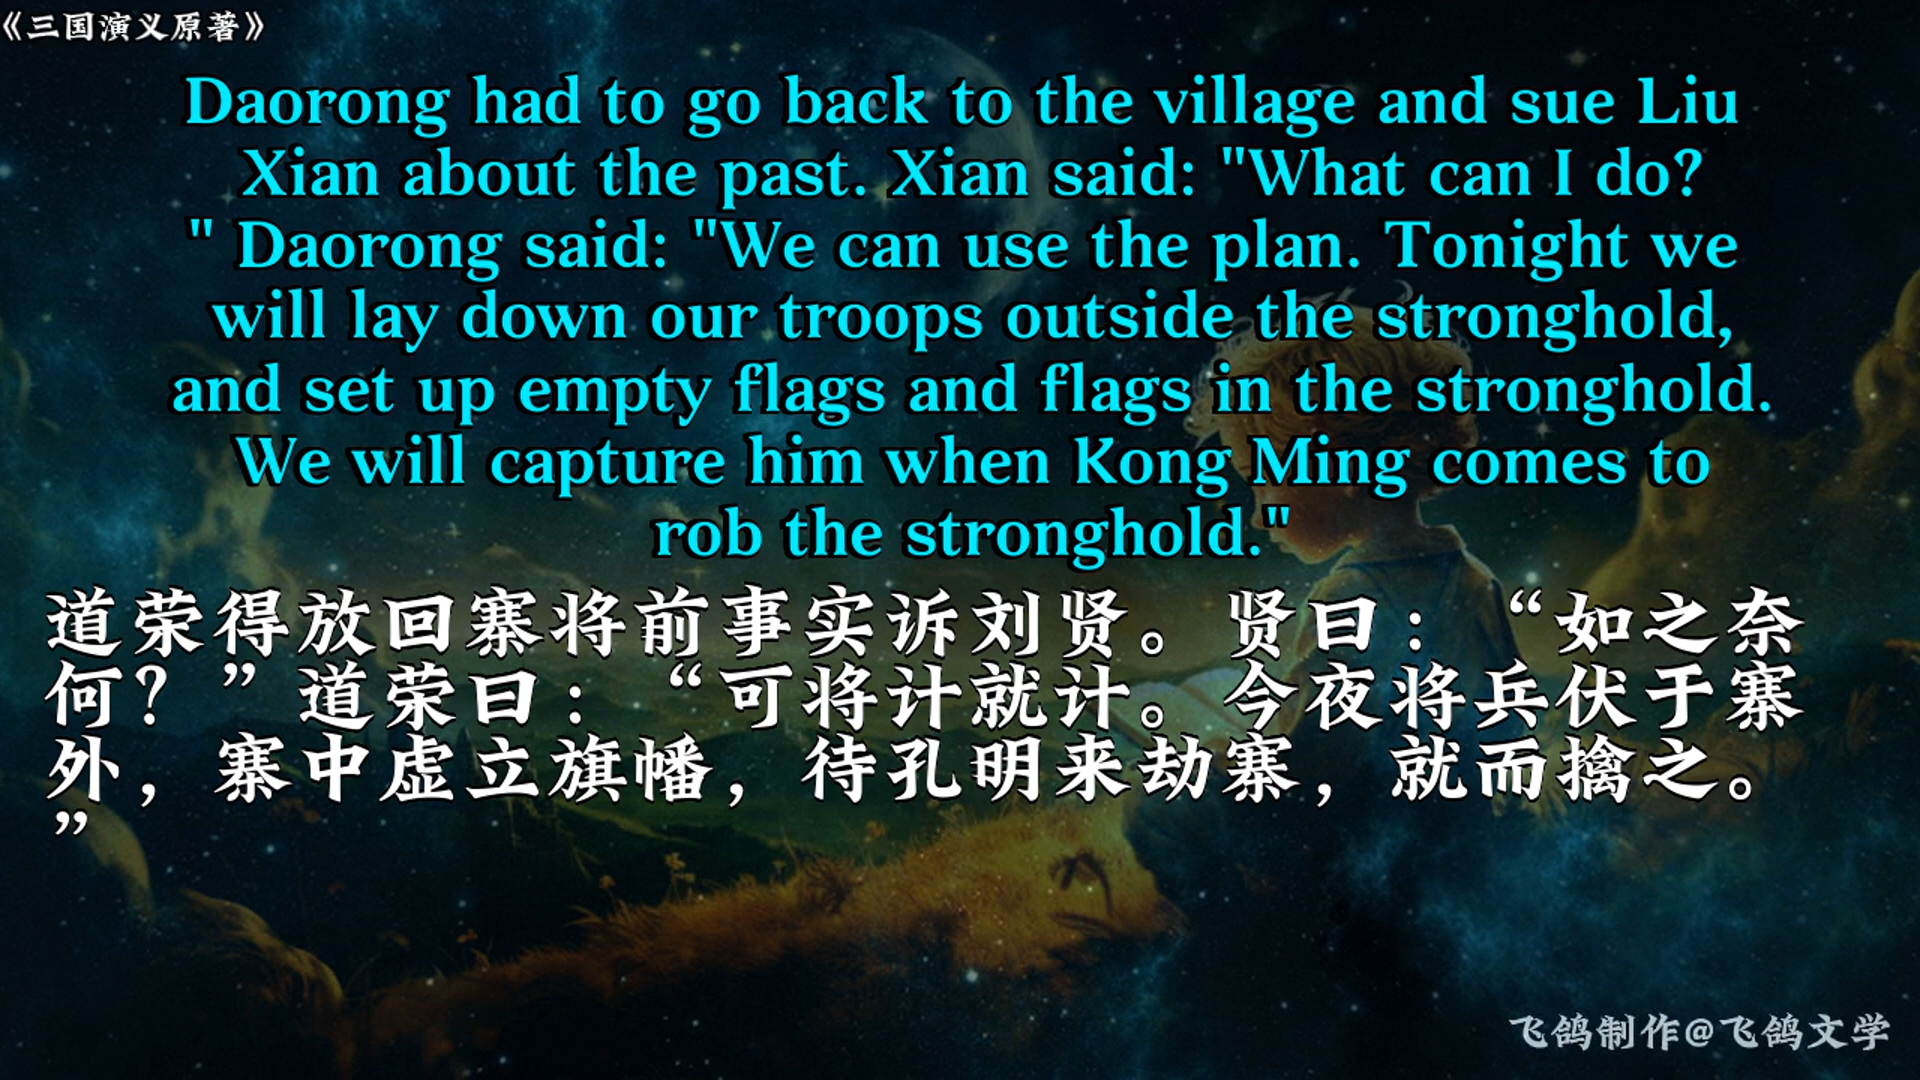 《三国演义原著》
Daorong had to go back to the village and sue Liu
Xian about the past. Xian said: "What can I do?
" Daorong said: "We can use the plan. Tonight we
will lay down our troops outside the stronghold,
and set up empty flags and flags in the stronghold.
We will capture him when Kong Ming comes to
rob the stronghold."
道荣得放回寨将前事实诉刘贤。贤曰：“如之奈
何？”道荣曰：“可将计就计。今夜将兵伏于寨
外，寨中虚立旗幡，待孔明来劫寨，就而擒之。
”
飞鸽制作@飞鸽文学